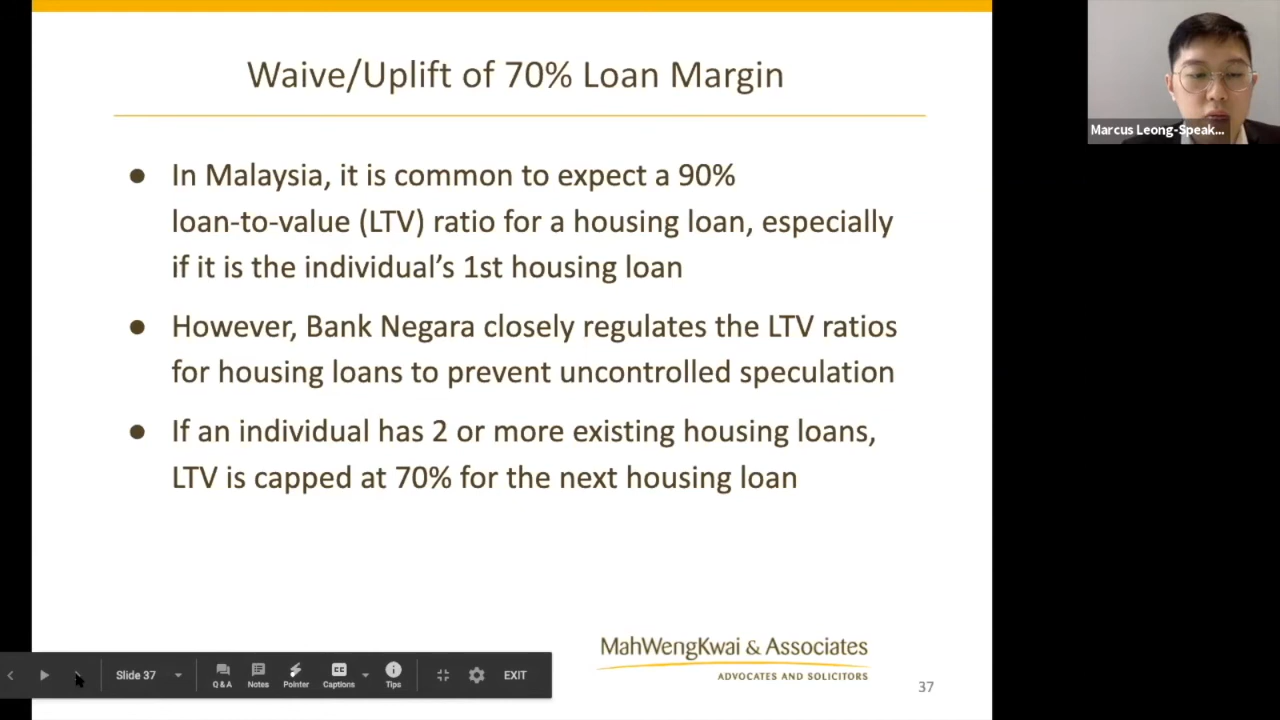 Waive/Uplift of 70% Loan Margin
● In Malaysia, it is common to expect a 90%
loan-to-value (LTV) ratio for a housing loan, especially
if it is the individual’s 1st housing loan
● However, Bank Negara closely regulates the LTV ratios
for housing loans to prevent uncontrolled speculation
● If an individual has 2 or more existing housing loans,
LTV is capped at 70% for the next housing loan
MahWengKwai & Associates
ADVOCATES AND SOLICITORS
37
Slide 37
Q & A
Notes
Pointer
CC
Captions
Tips
EXIT
Marcus Leong-Speak...